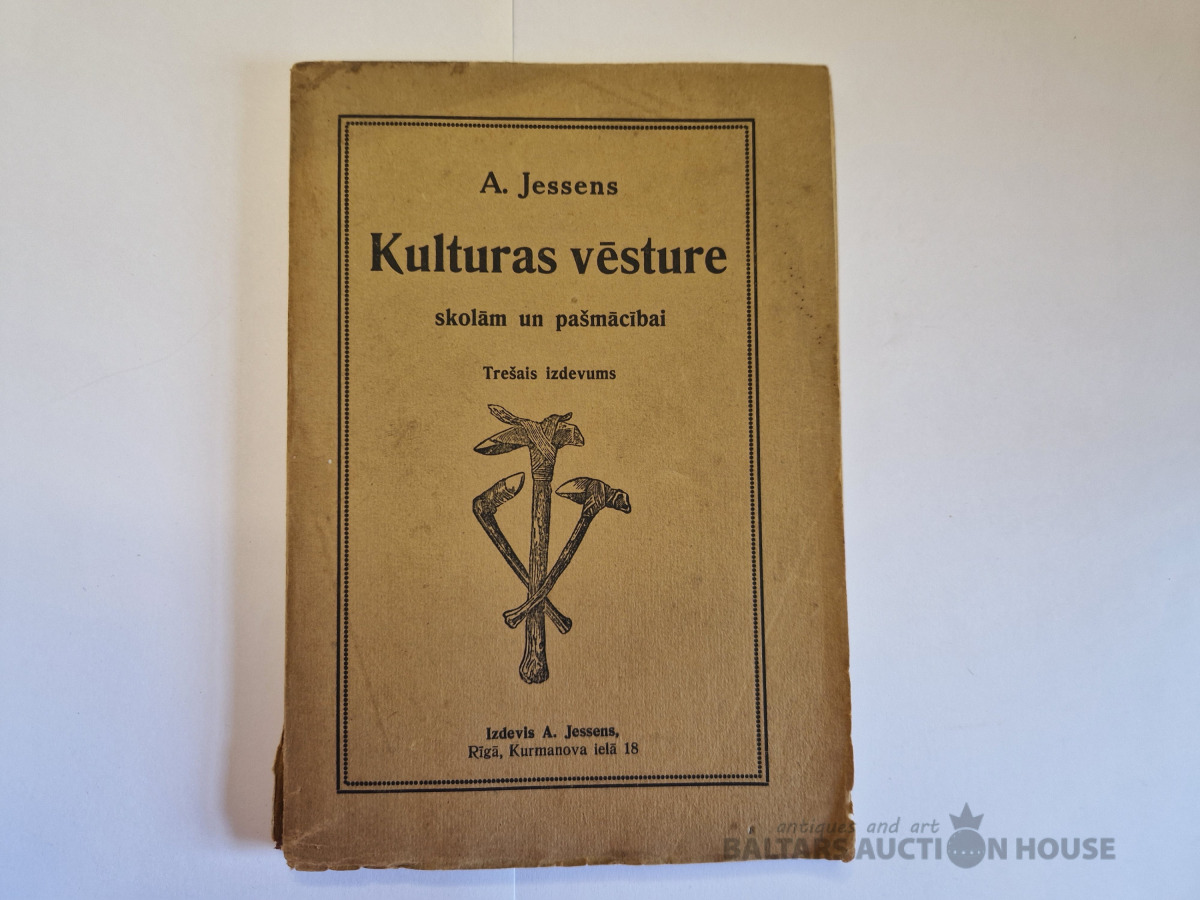 A. Jessens
Kulturas vēsture
skolām un pašmācībai
Trešais izdevums
Izdevis A. Jessens,
Rīgā, Kurmanova ielā 18
antiques and art
BALTARS AUCTION HOUSE